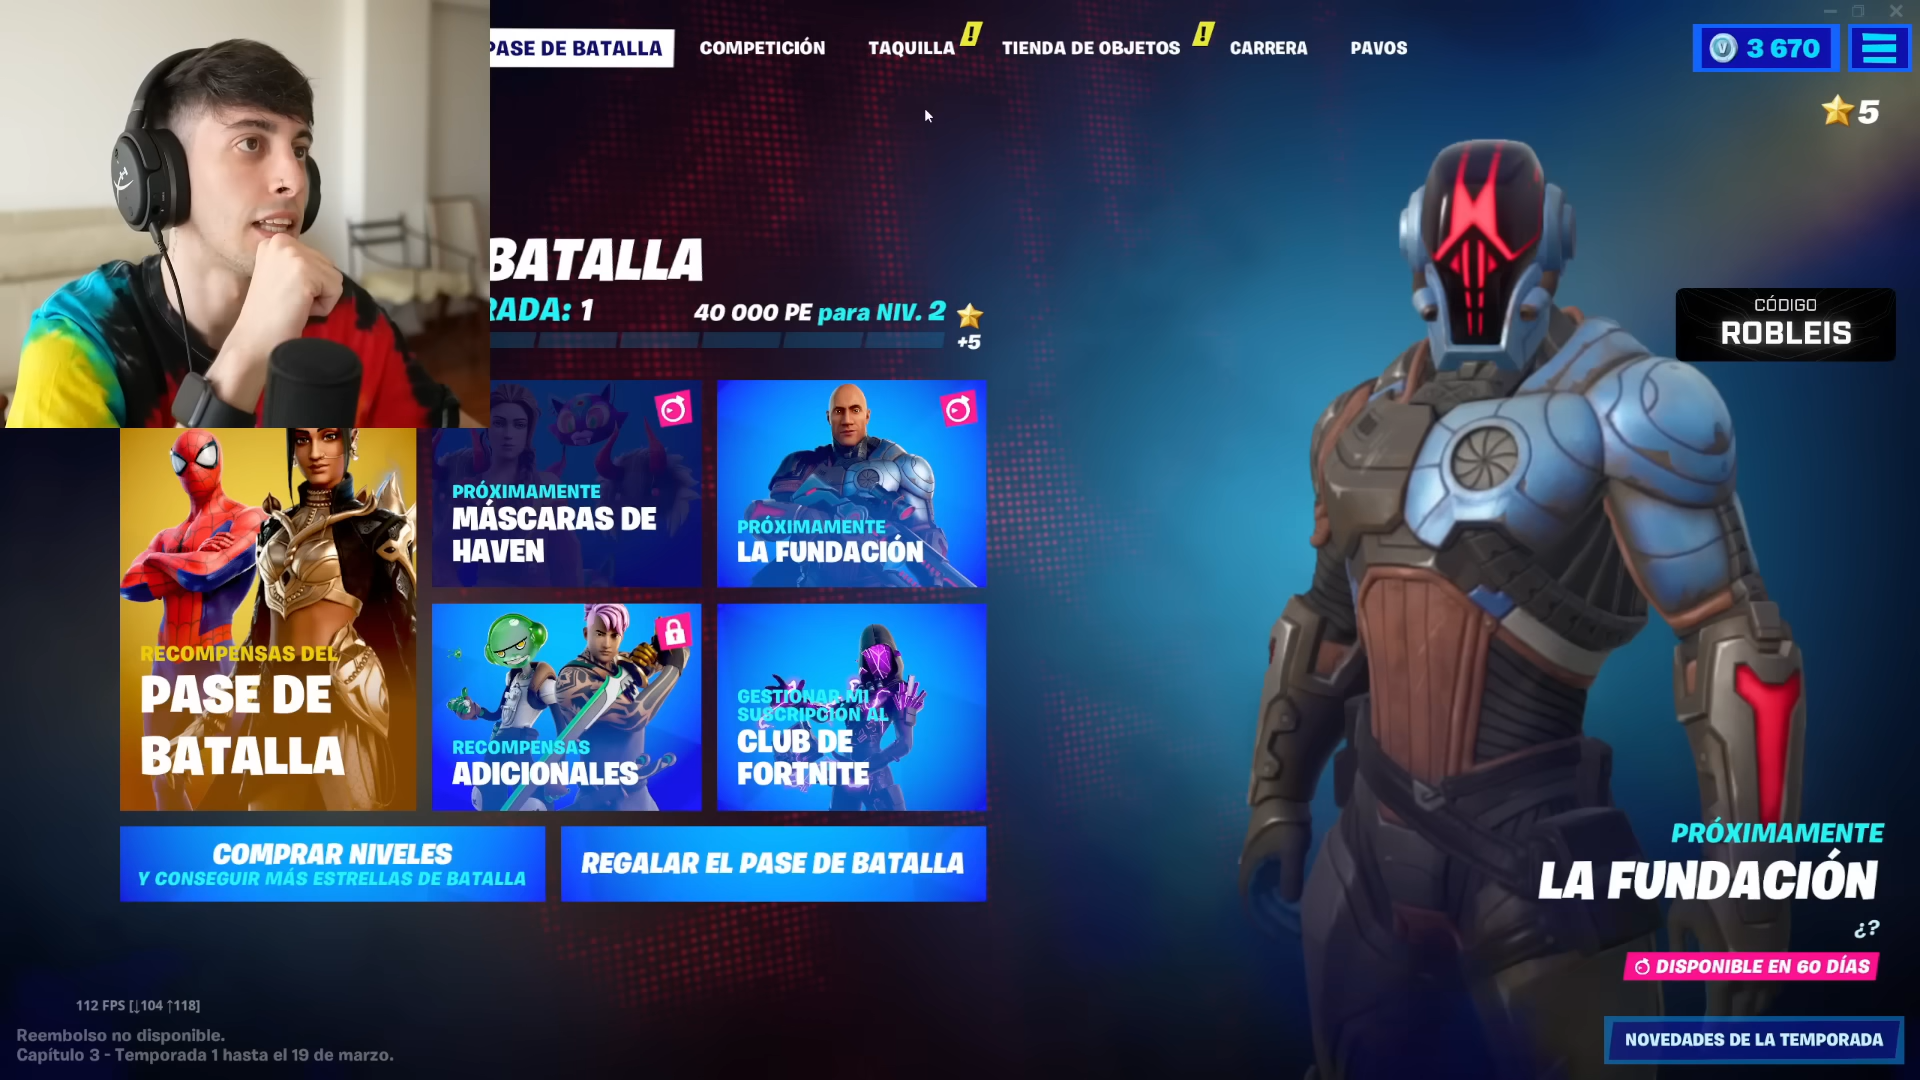 PASE DE BATALLA
COMPETICIÓN
TAQUILLA
!
TIENDA DE OBJETOS
!
CARRERA
PAVOS
V 3 670
5
BATALLA
RADA: 1
40 000 PE para NIV. 2
+5
CÓDIGO
ROBLEIS
PRÓXIMAMENTE
MÁSCARAS DE
HAVEN
PRÓXIMAMENTE
LA FUNDACIÓN
RECOMPENSAS DEL
PASE DE
BATALLA
RECOMPENSAS
ADICIONALES
GESTIONAR MI
SUSCRIPCIÓN AL
CLUB DE
FORTNITE
COMPRAR NIVELES
Y CONSEGUIR MÁS ESTRELLAS DE BATALLA
REGALAR EL PASE DE BATALLA
PRÓXIMAMENTE
LA FUNDACIÓN
¿?
DISPONIBLE EN 60 DÍAS
NOVEDADES DE LA TEMPORADA
112 FPS [↓104 ↑118]
Reembolso no disponible.
Capítulo 3 - Temporada 1 hasta el 19 de marzo.